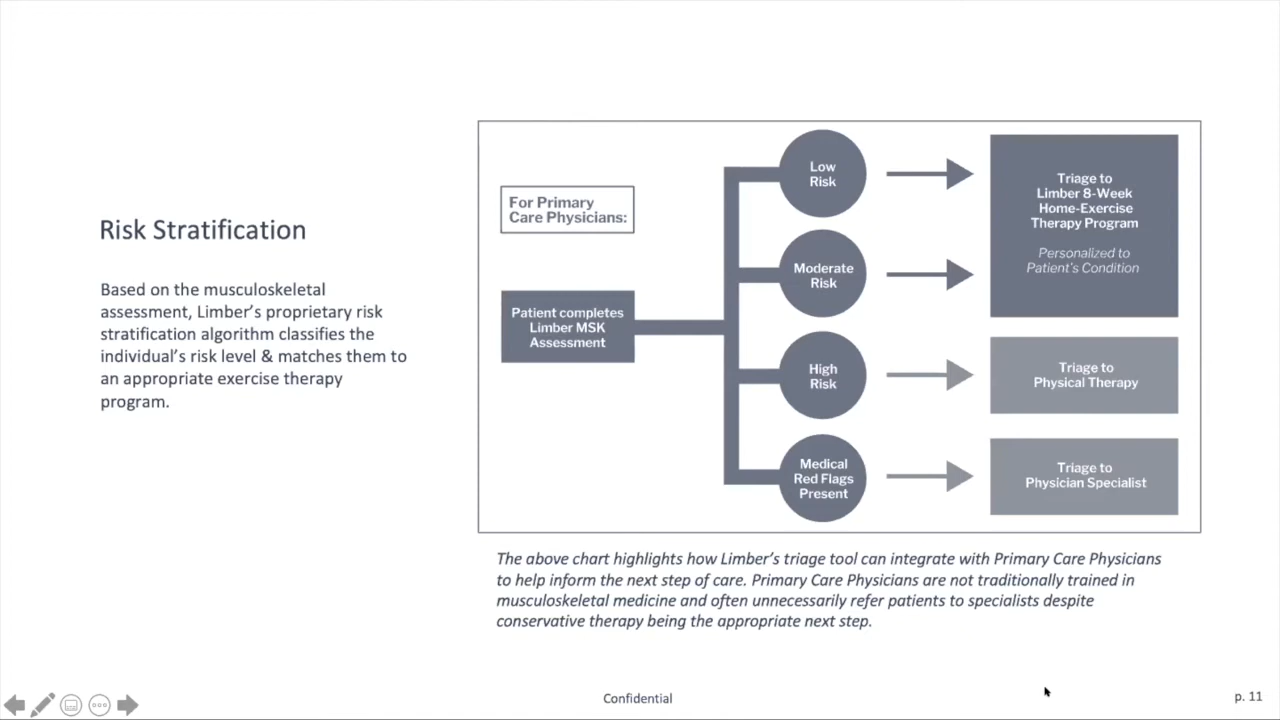 Risk Stratification
Based on the musculoskeletal
assessment, Limber's proprietary risk
stratification algorithm classifies the
individual's risk level & matches them to
an appropriate exercise therapy
program.
For Primary
Care Physicians:
Patient completes
Limber MSK
Assessment
Low
Risk
Moderate
Risk
High
Risk
Medical
Red Flags
Present
Triage to
Limber 8-Week
Home-Exercise
Therapy Program
Personalized to
Patient's Condition
Triage to
Physical Therapy
Triage to
Physician Specialist
The above chart highlights how Limber's triage tool can integrate with Primary Care Physicians
to help inform the next step of care. Primary Care Physicians are not traditionally trained in
musculoskeletal medicine and often unnecessarily refer patients to specialists despite
conservative therapy being the appropriate next step.
Confidential
p. 11